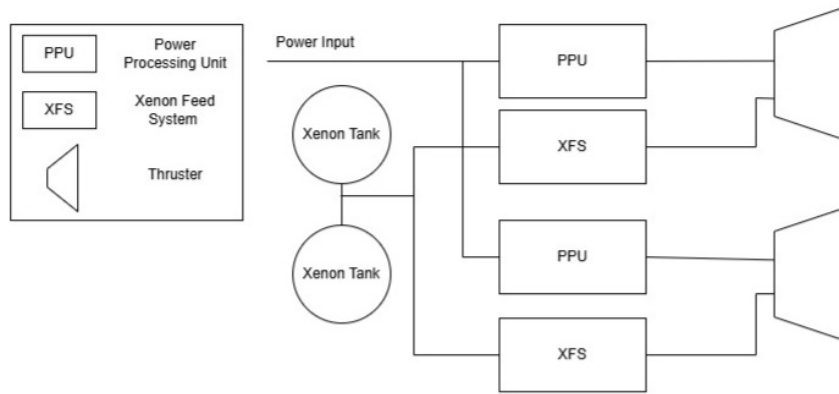 PPU
Power
Processing Unit
XFS
Xenon Feed
System
Thruster
Power Input
Xenon Tank
Xenon Tank
PPU
XFS
PPU
XFS